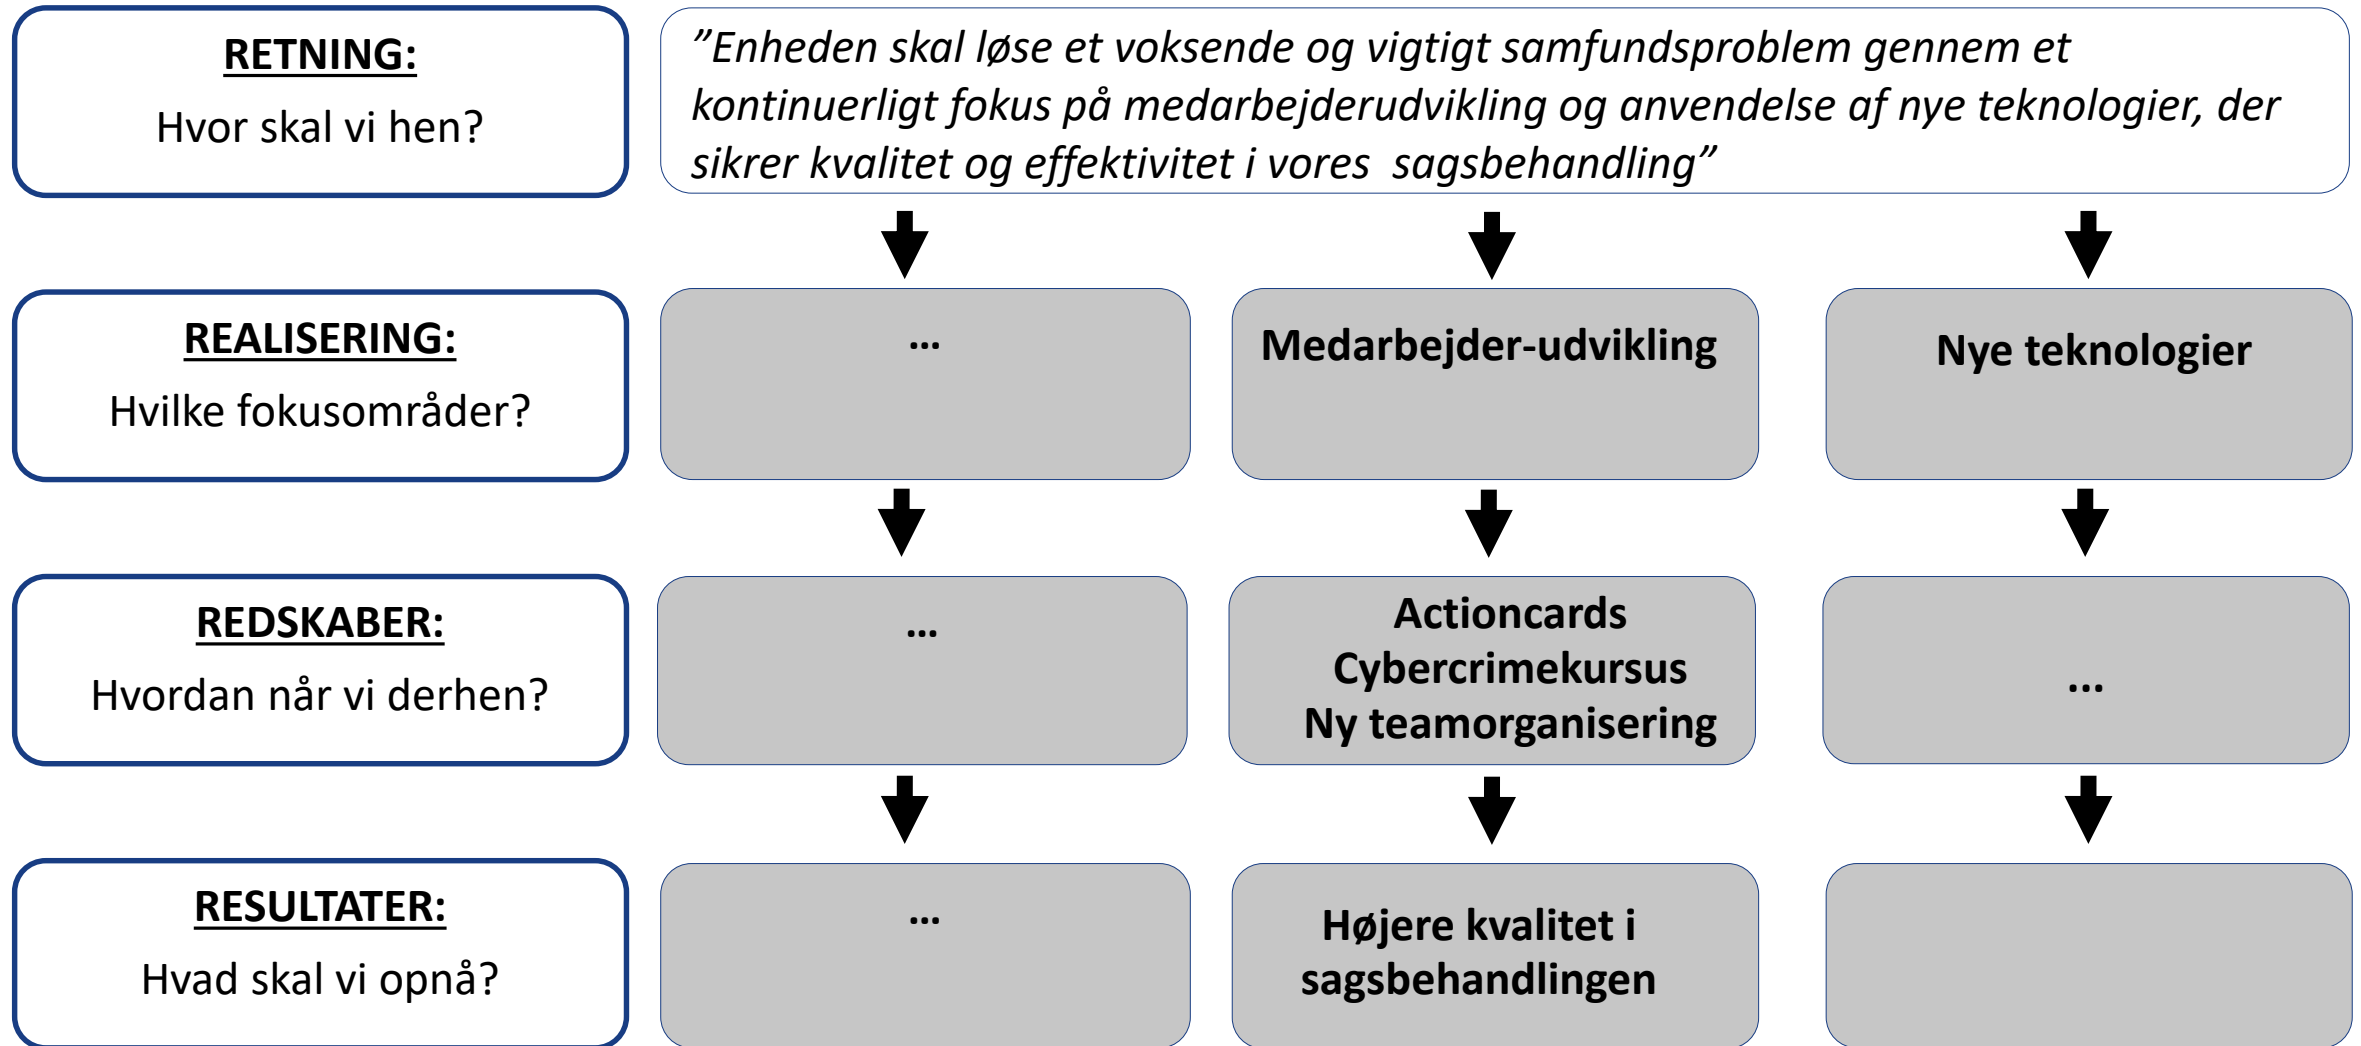 RETNING:
Hvor skal vi hen?
”Enheden skal løse et voksende og vigtigt samfundsproblem gennem et
kontinuerligt fokus på medarbejderudvikling og anvendelse af nye teknologier, der
sikrer kvalitet og effektivitet i vores  sagsbehandling”
REALISERING:
Hvilke fokusområder?
…
Medarbejder-udvikling
Nye teknologier
REDSKABER:
Hvordan når vi derhen?
…
Actioncards
Cybercrimekursus
Ny teamorganisering
…
RESULTATER:
Hvad skal vi opnå?
…
Højere kvalitet i
sagsbehandlingen